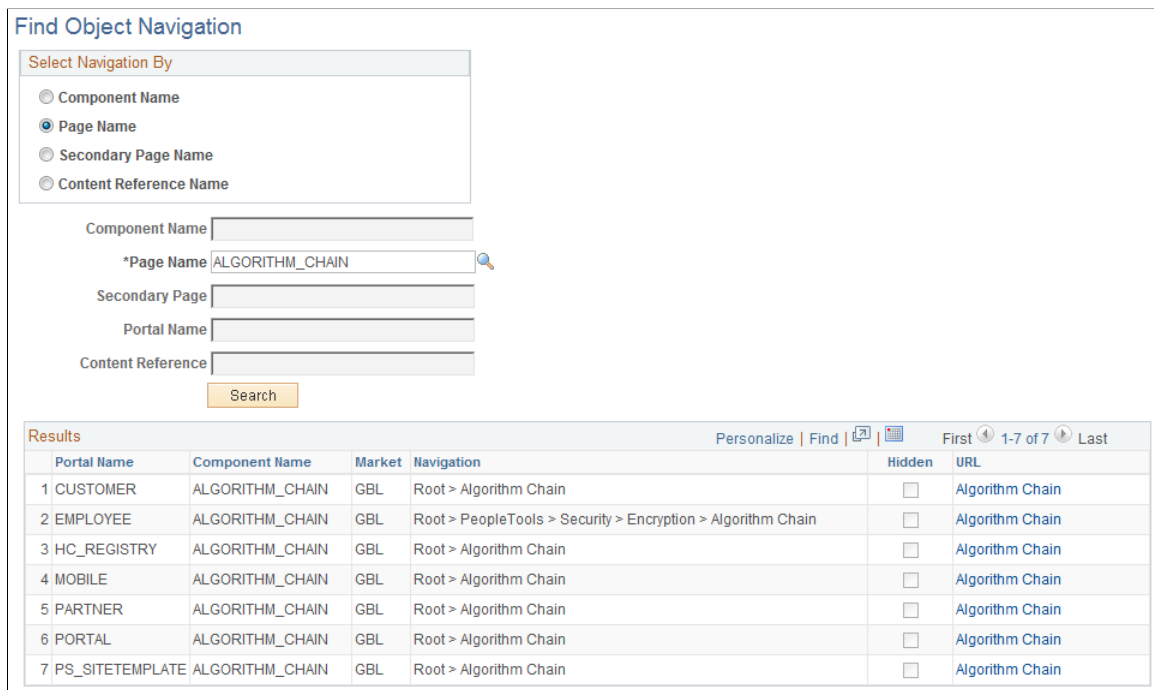 Find Object Navigation
Select Navigation By
Component Name
Page Name
Secondary Page Name
Content Reference Name
Component Name
*Page Name ALGORITHM_CHAIN
Secondary Page
Portal Name
Content Reference
Search
Results Personalize | Find | | First 1-7 of 7 Last
Portal Name Component Name Market Navigation Hidden URL
1 CUSTOMER ALGORITHM_CHAIN GBL Root > Algorithm Chain Algorithm Chain
2 EMPLOYEE ALGORITHM_CHAIN GBL Root > PeopleTools > Security > Encryption > Algorithm Chain Algorithm Chain
3 HC_REGISTRY ALGORITHM_CHAIN GBL Root > Algorithm Chain Algorithm Chain
4 MOBILE ALGORITHM_CHAIN GBL Root > Algorithm Chain Algorithm Chain
5 PARTNER ALGORITHM_CHAIN GBL Root > Algorithm Chain Algorithm Chain
6 PORTAL ALGORITHM_CHAIN GBL Root > Algorithm Chain Algorithm Chain
7 PS_SITETEMPLATE ALGORITHM_CHAIN GBL Root > Algorithm Chain Algorithm Chain